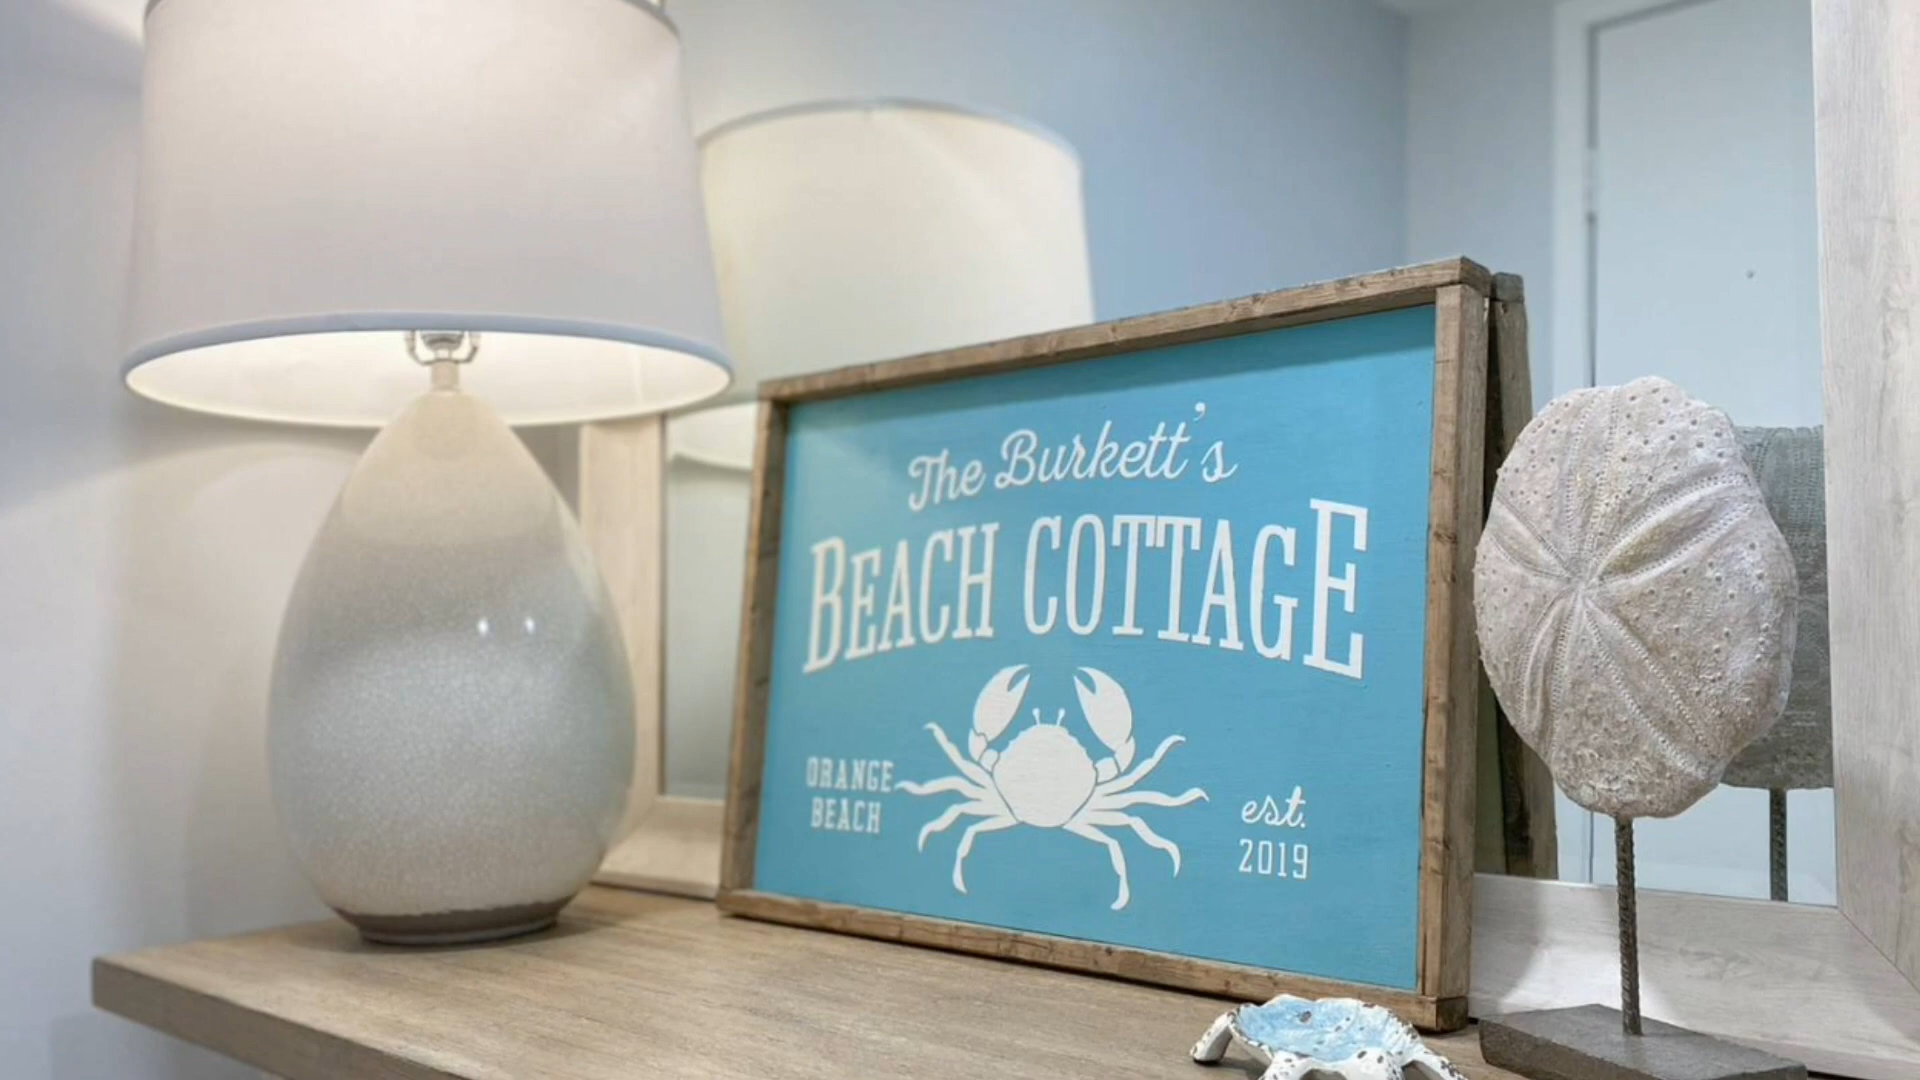 The Burkett's
BEACH COTTAGE
ORANGE
BEACH
est.
2019